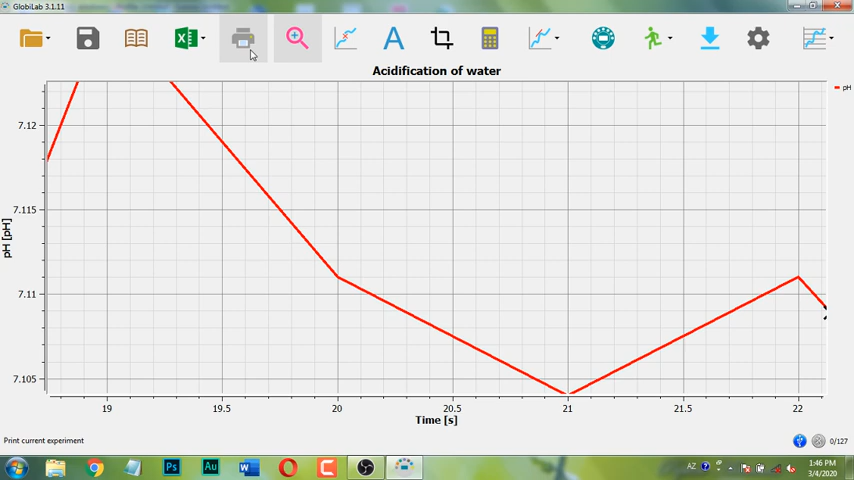 GlobiLab 3.1.11
X
A
Acidification of water
pH
7.12
7.115
7.11
7.105
pH [pH]
19 19.5 20 20.5 21 21.5 22
Time [s]
Print current experiment
0/127
Ps
Au
W
AZ
1:46 PM
3/4/2020